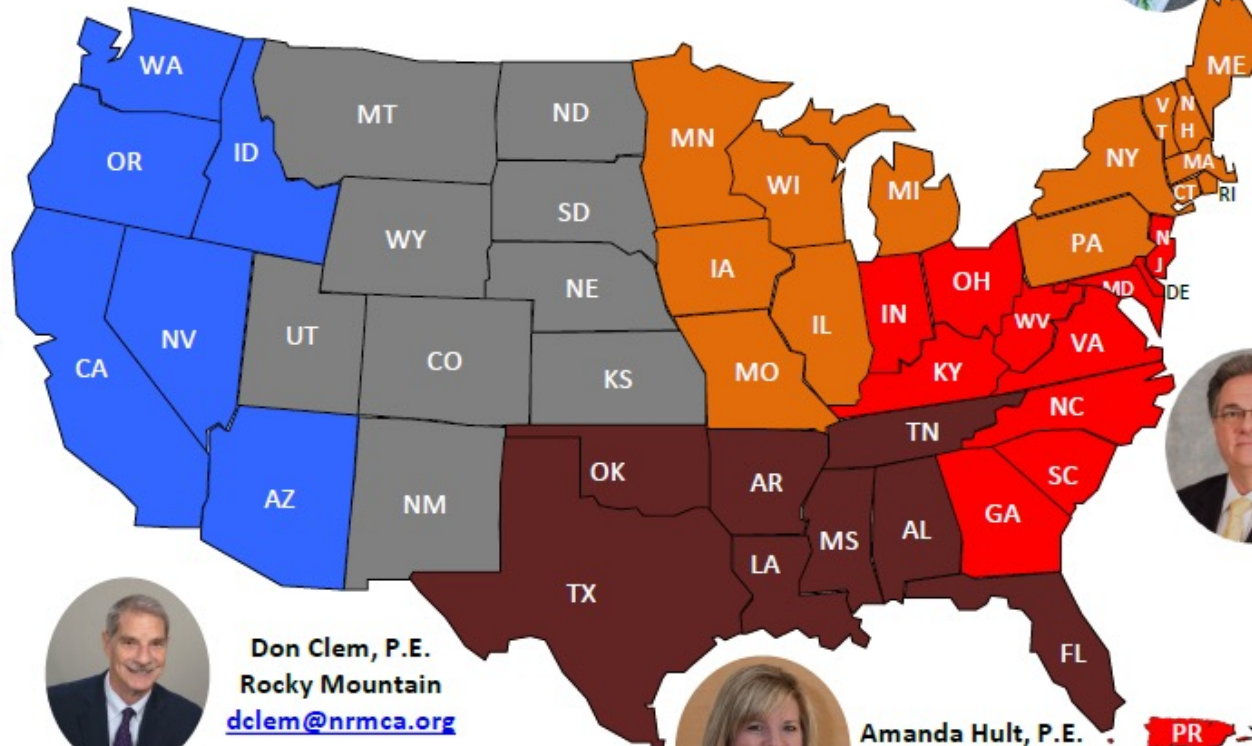 WA
ME
MT
ND
MN
V
T
N
H
OR
ID
NY
MA
WI
MI
CT
RI
SD
WY
PA
N
J
IA
NE
OH
MD
DE
IN
IL
WV
NV
UT
CO
VA
CA
KS
MO
KY
NC
TN
OK
AR
SC
AZ
NM
GA
MS
AL
LA
TX
FL
Don Clem, P.E.
Rocky Mountain
dclem@nrmca.org
Amanda Hult, P.E.
PR